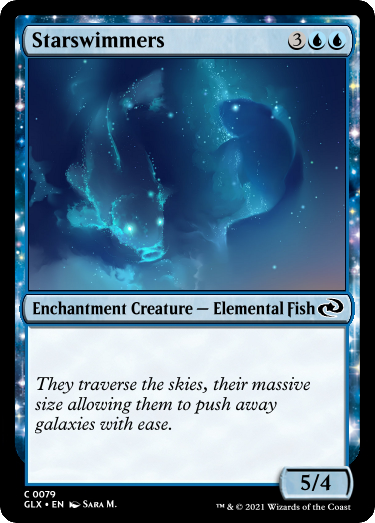 Starswimmers 3
Enchantment Creature — Elemental Fish
They traverse the skies, their massive
size allowing them to push away
galaxies with ease.
5/4
C 0079
GLX • EN Sara M.
™ & © 2021 Wizards of the Coast